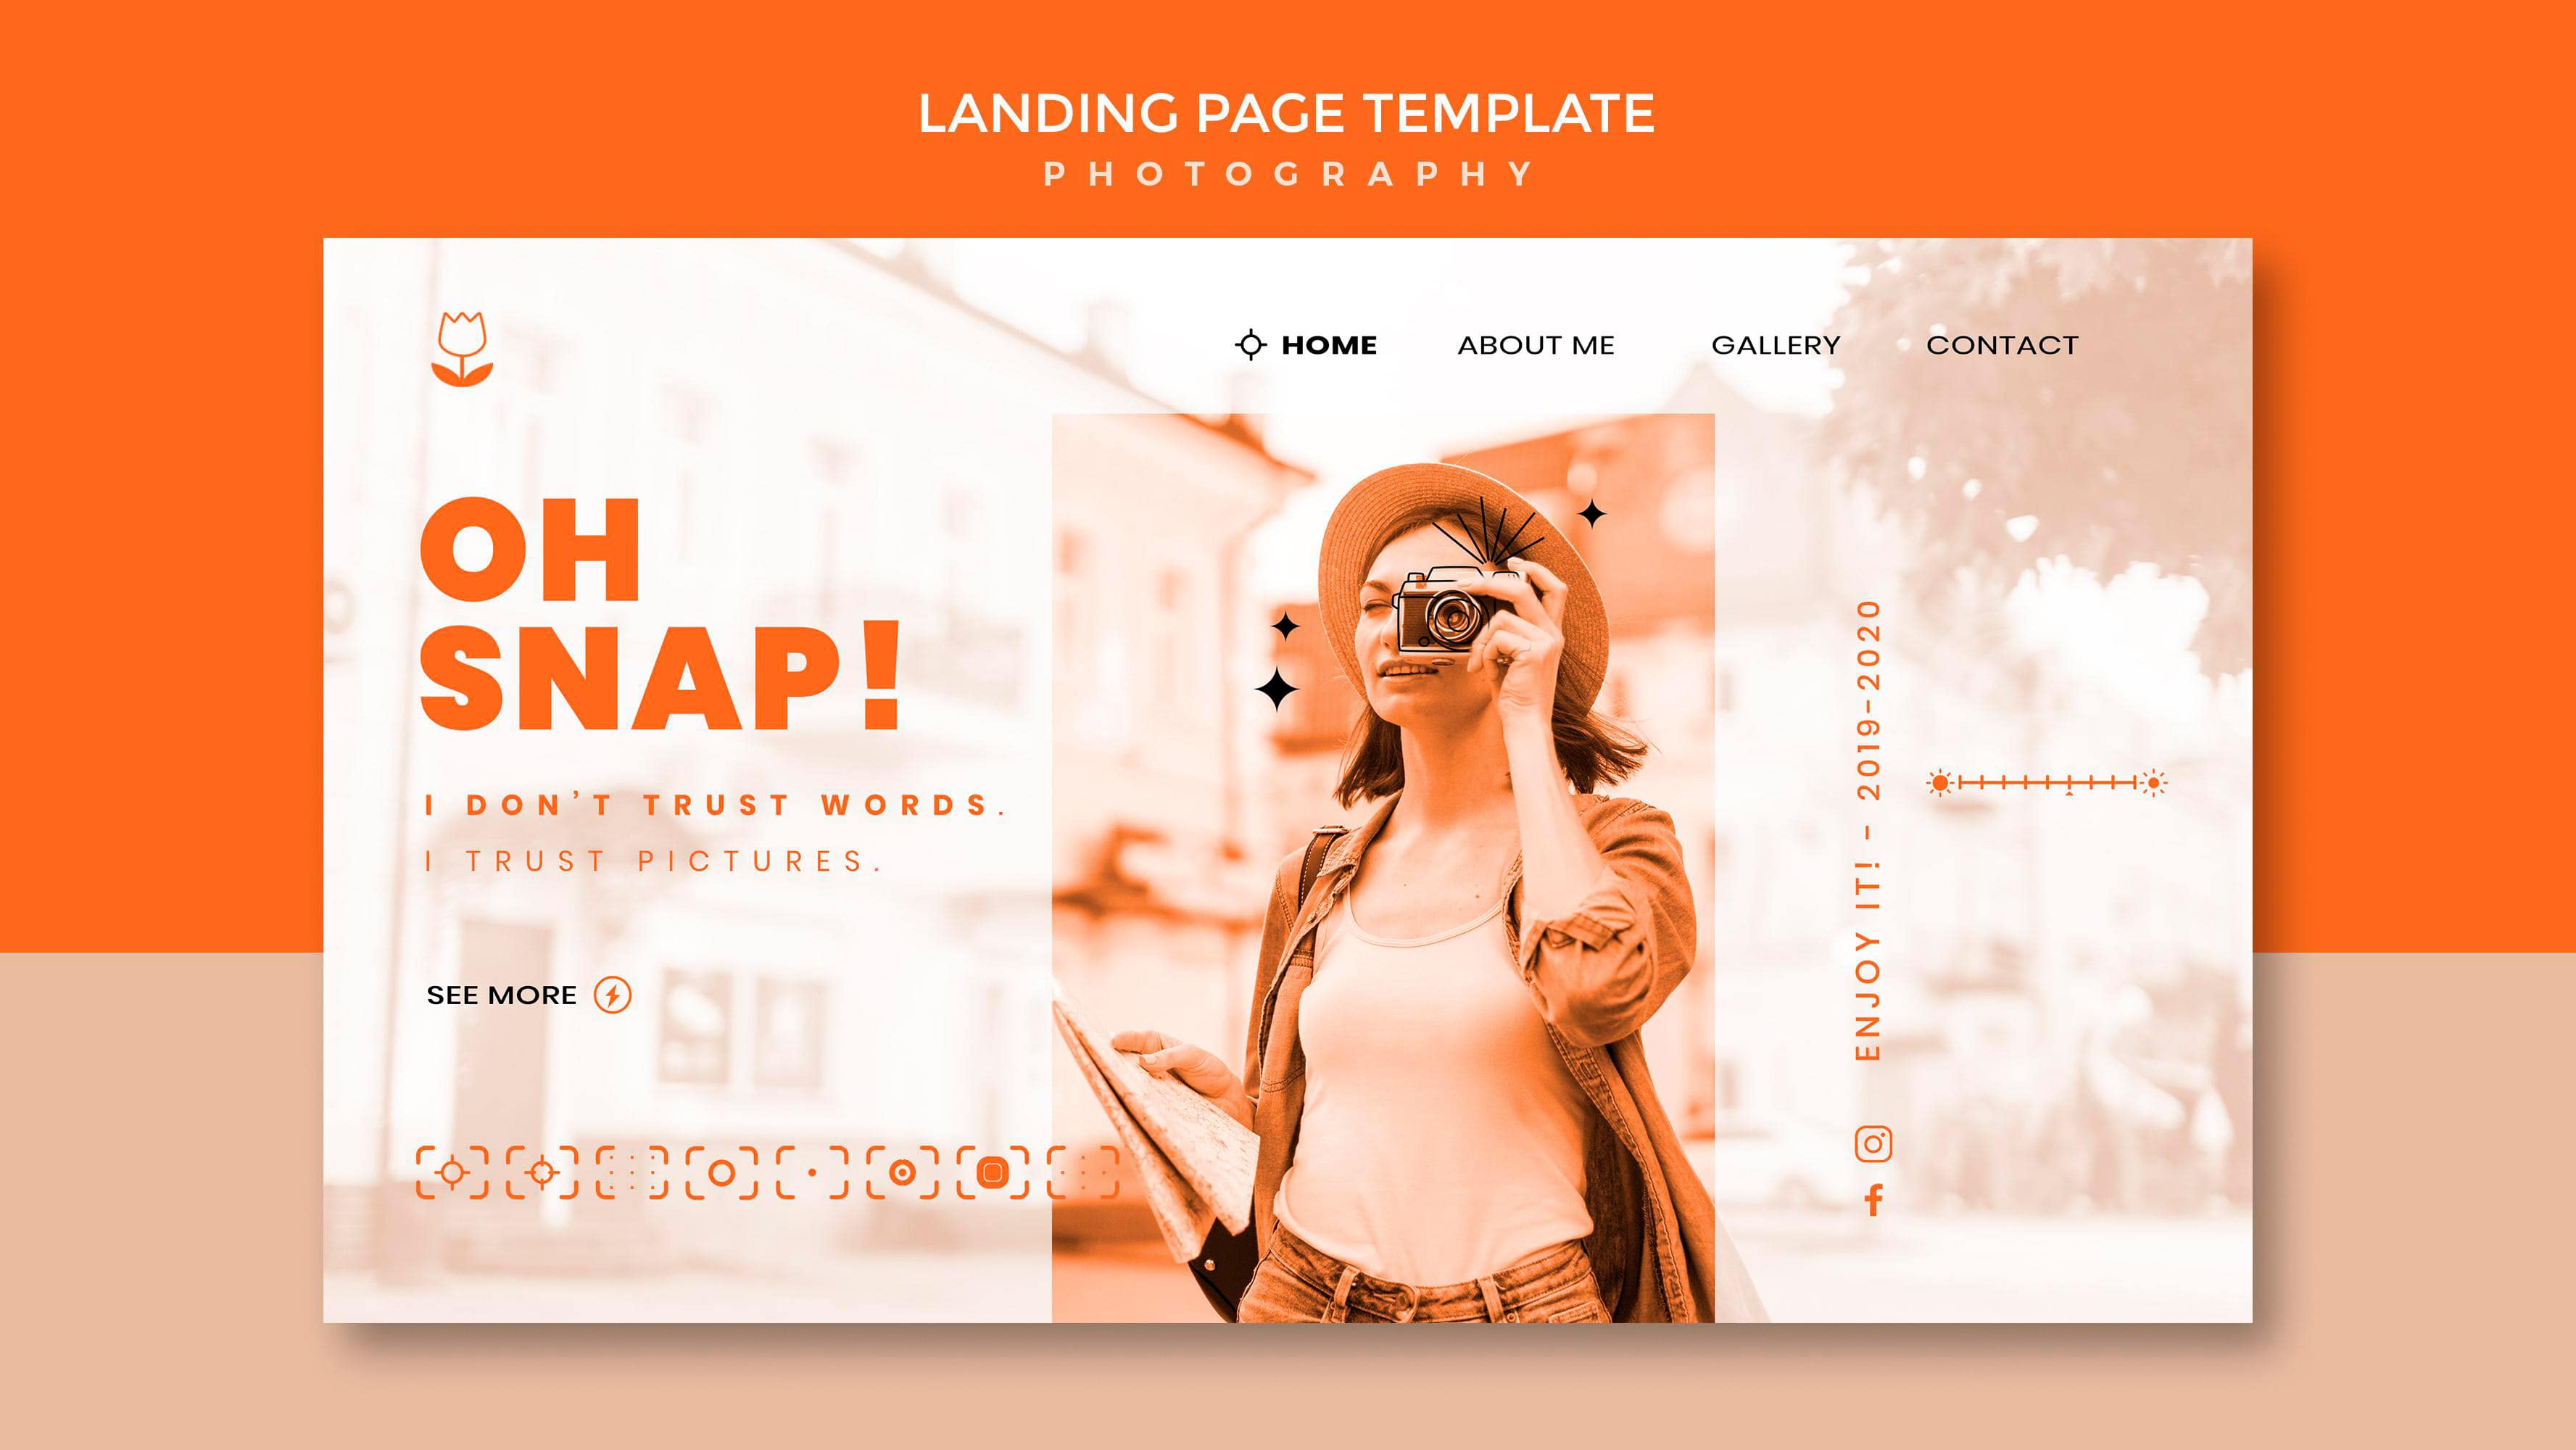 LANDING PAGE TEMPLATE
PHOTOGRAPHY
HOME ABOUT ME GALLERY CONTACT
OH
SNAP!
I DON'T TRUST WORDS.
I TRUST PICTURES.
SEE MORE
ENJOY IT! - 2019-2020